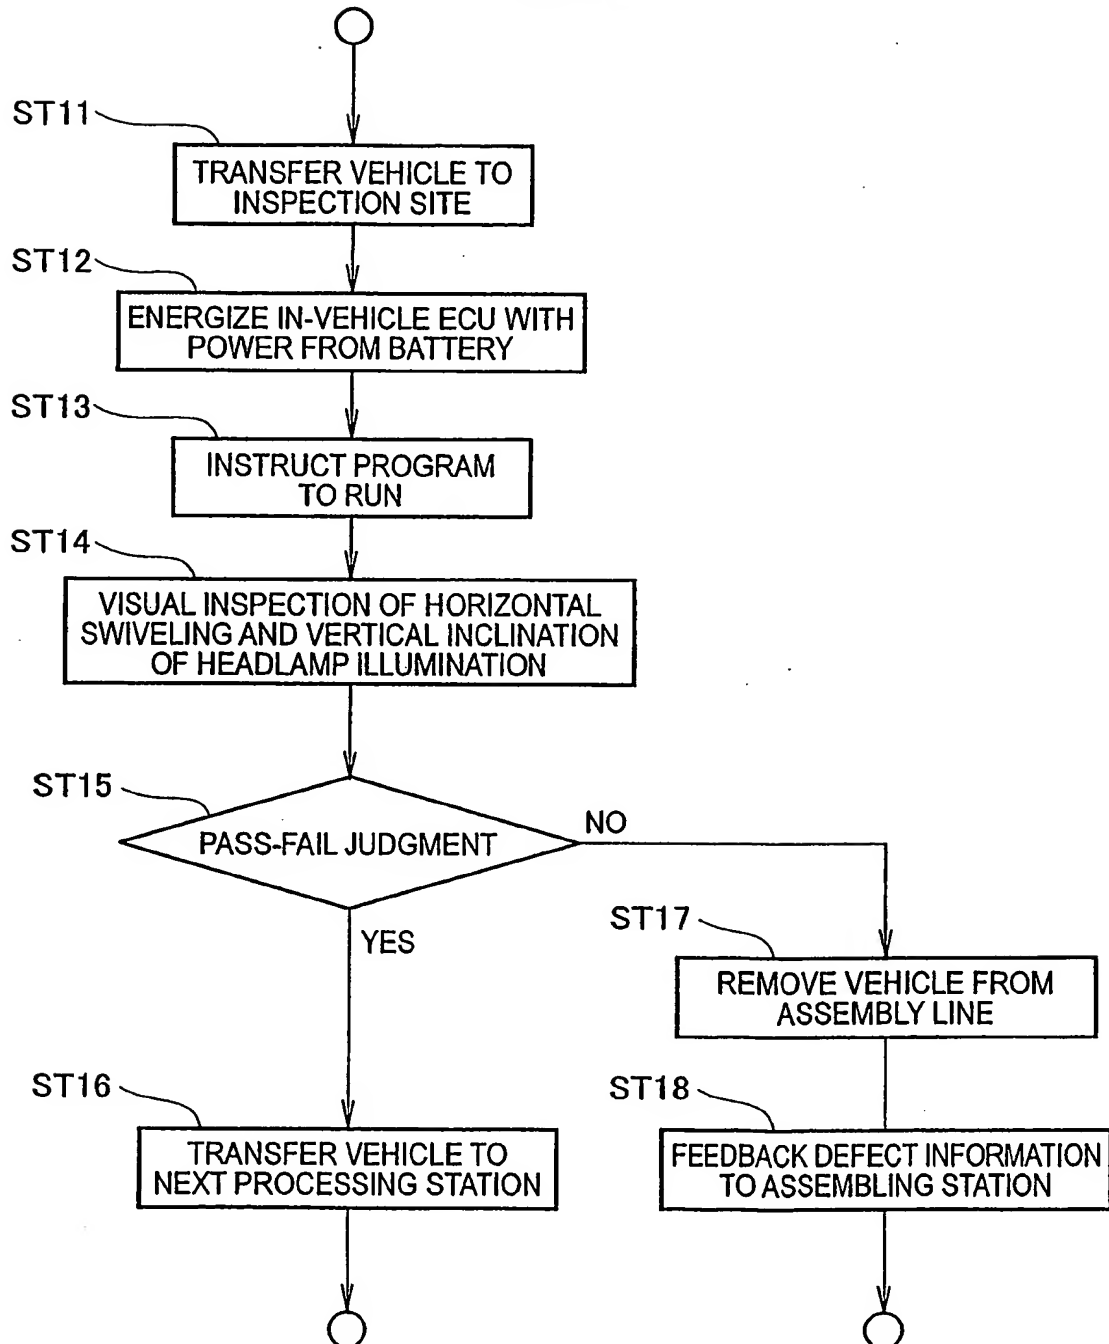 ST11
TRANSFER VEHICLE TO
INSPECTION SITE
ST12
ENERGIZE IN-VEHICLE ECU WITH
POWER FROM BATTERY
ST13
INSTRUCT PROGRAM
TO RUN
ST14
VISUAL INSPECTION OF HORIZONTAL
SWIVELING AND VERTICAL INCLINATION
OF HEADLAMP ILLUMINATION
ST15
PASS-FAIL JUDGMENT
NO
YES
ST17
REMOVE VEHICLE FROM
ASSEMBLY LINE
ST16
TRANSFER VEHICLE TO
NEXT PROCESSING STATION
ST18
FEEDBACK DEFECT INFORMATION
TO ASSEMBLING STATION